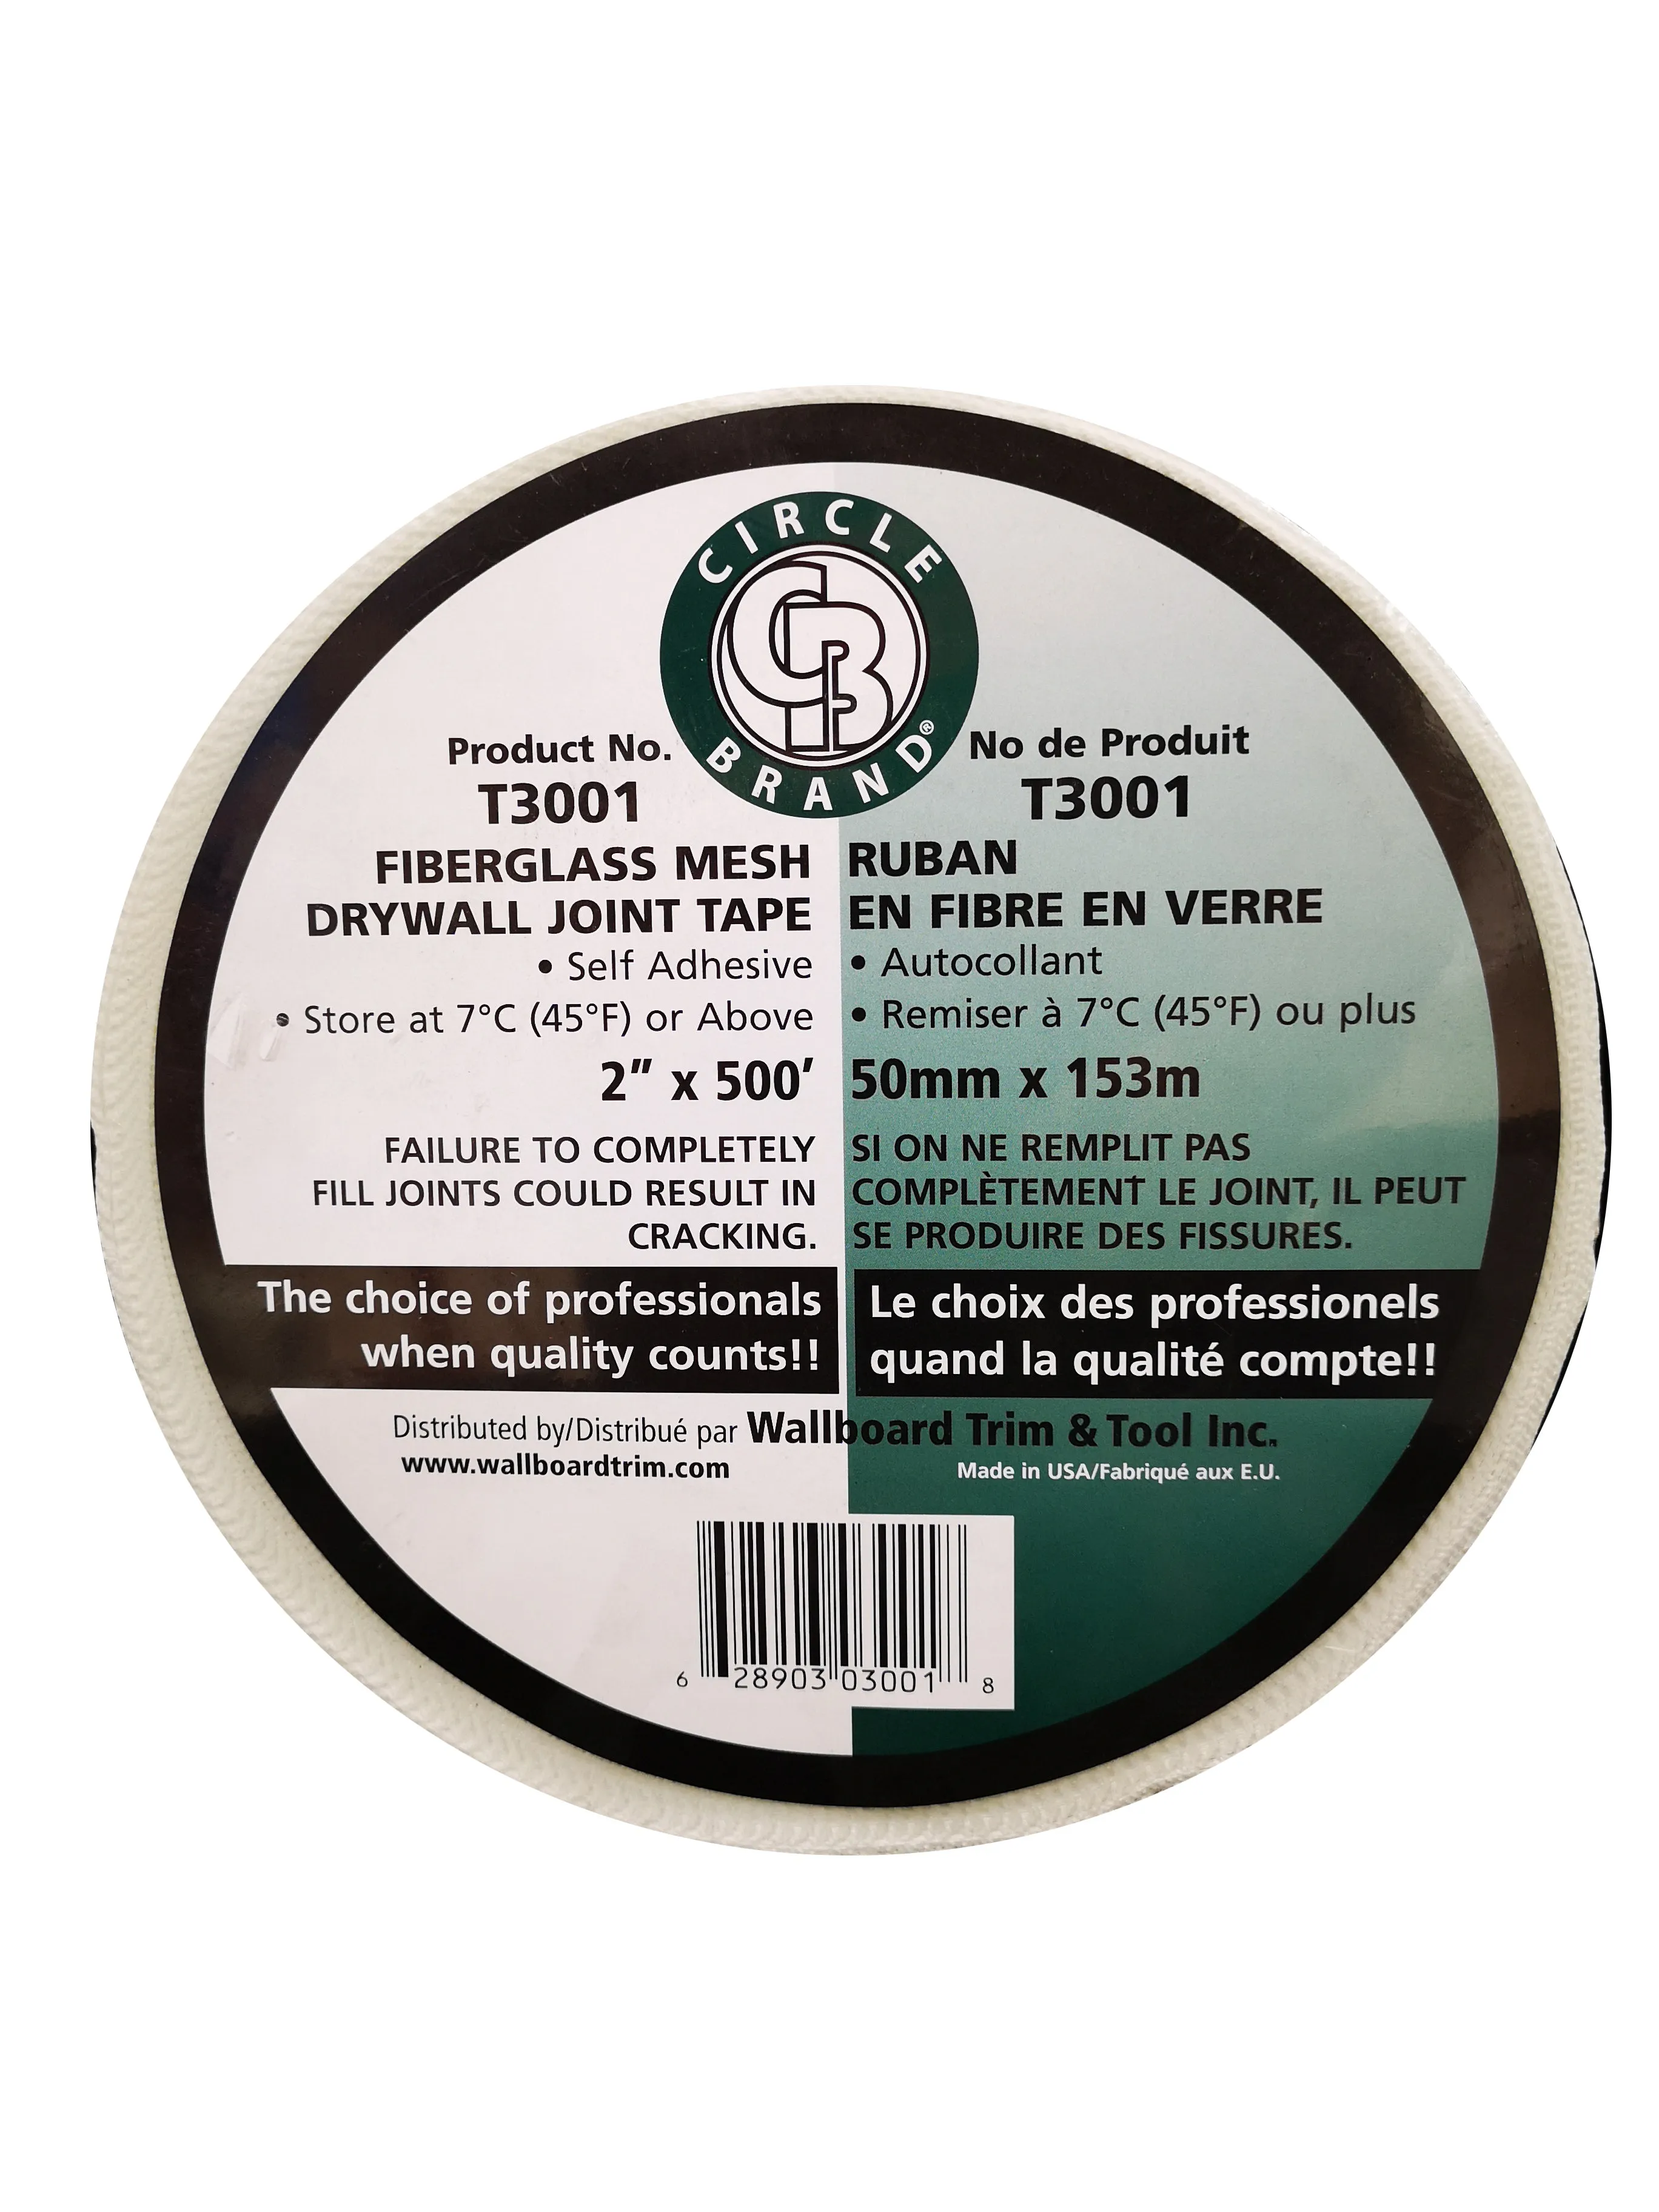 CIRCLE
CB
BRAND®
Product No.
T3001
FIBERGLASS MESH
DRYWALL JOINT TAPE
• Self Adhesive
• Store at 7°C (45°F) or Above
2” x 500’
FAILURE TO COMPLETELY
FILL JOINTS COULD RESULT IN
CRACKING.
The choice of professionals
when quality counts!!
No de Produit
T3001
RUBAN
EN FIBRE EN VERRE
• Autocollant
• Remiser à 7°C (45°F) ou plus
50mm x 153m
SI ON NE REMPLIT PAS
COMPLÈTEMENT LE JOINT, IL PEUT
SE PRODUIRE DES FISSURES.
Le choix des professionels
quand la qualité compte!!
Distributed by/Distribué par Wallboard Trim & Tool Inc.
www.wallboardtrim.com
Made in USA/Fabriqué aux E.U.
6 28903 03001 8